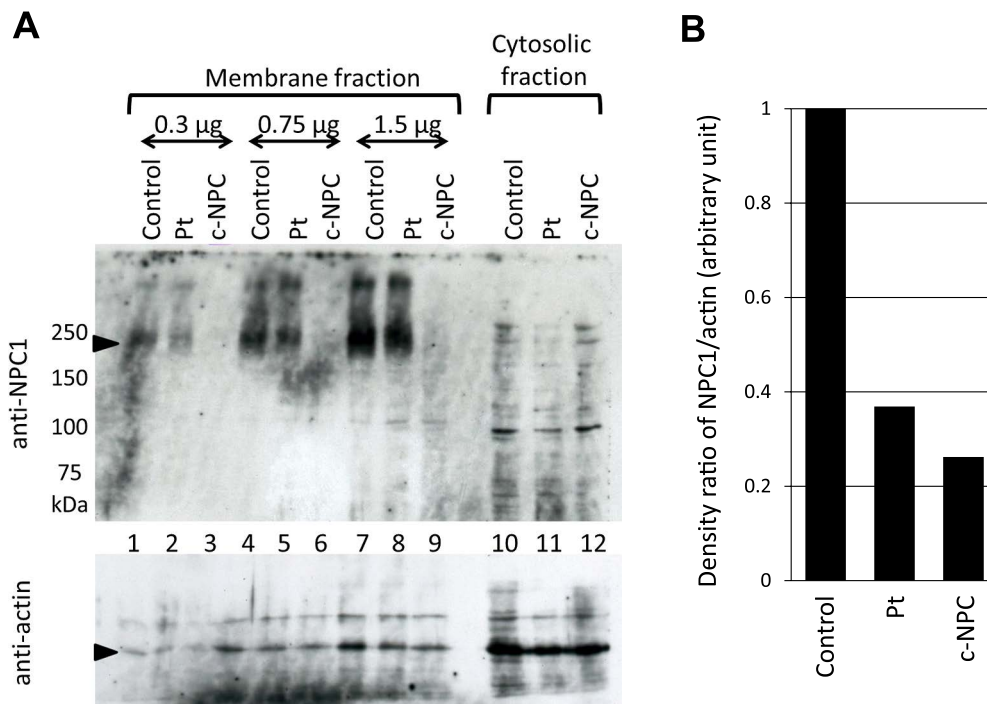 A
Membrane fraction
Cytosolic
fraction
0.3 µg
0.75 µg
1.5 µg
Control
Pt
c-NPC
Control
Pt
c-NPC
Control
Pt
c-NPC
Control
Pt
c-NPC
anti-NPC1
250
150
100
75
kDa
1 2 3 4 5 6 7 8 9 10 11 12
anti-actin
B
Density ratio of NPC1/actin (arbitrary unit)
1
0.8
0.6
0.4
0.2
0
Control
Pt
c-NPC